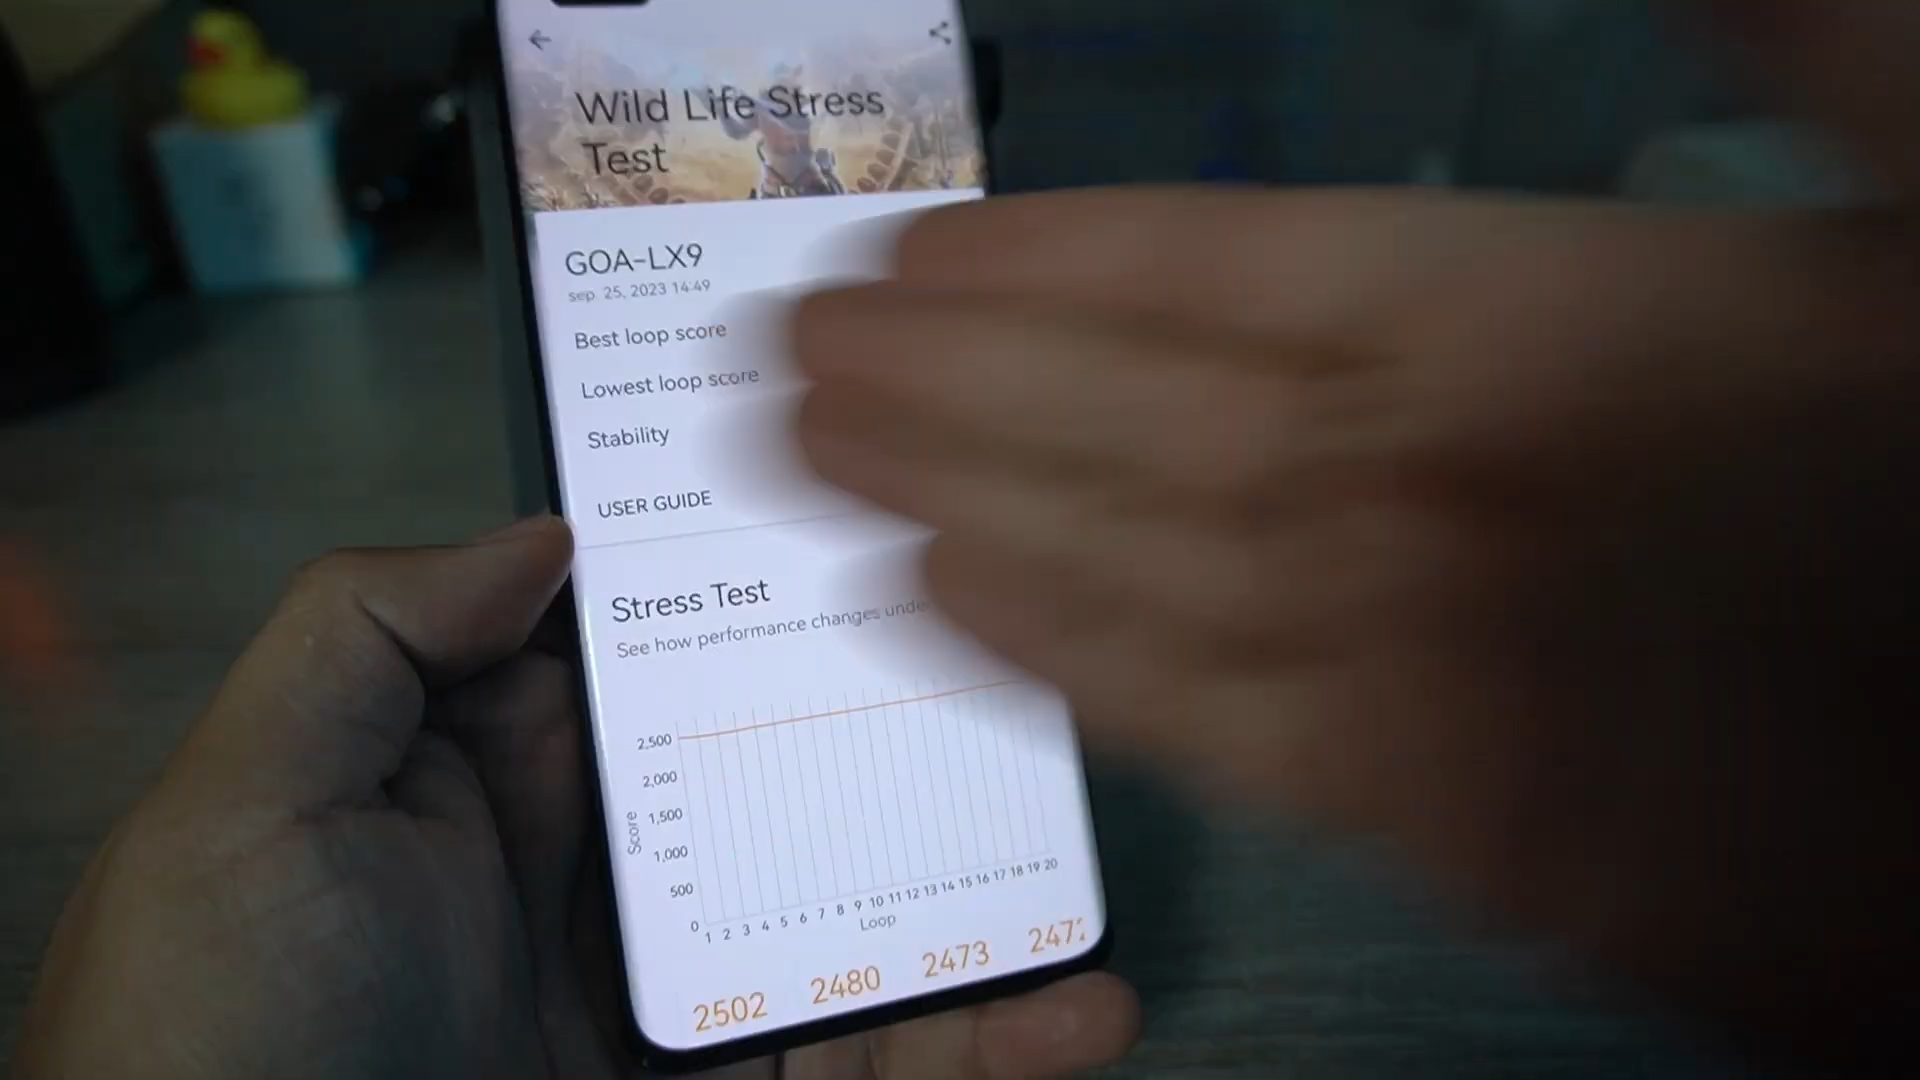 Wild Life Stress
Test
GOA-LX9
sep. 25, 2023 14:49
Best loop score
Lowest loop score
Stability
USER GUIDE
Stress Test
See how performance changes
2,500
2,000
1,500
1,000
500
0
Score
1 2 3 4 5 6 7 8 9 10 11 12 13 14 15 16 17 18 19 20
Loop
2502 2480 2473